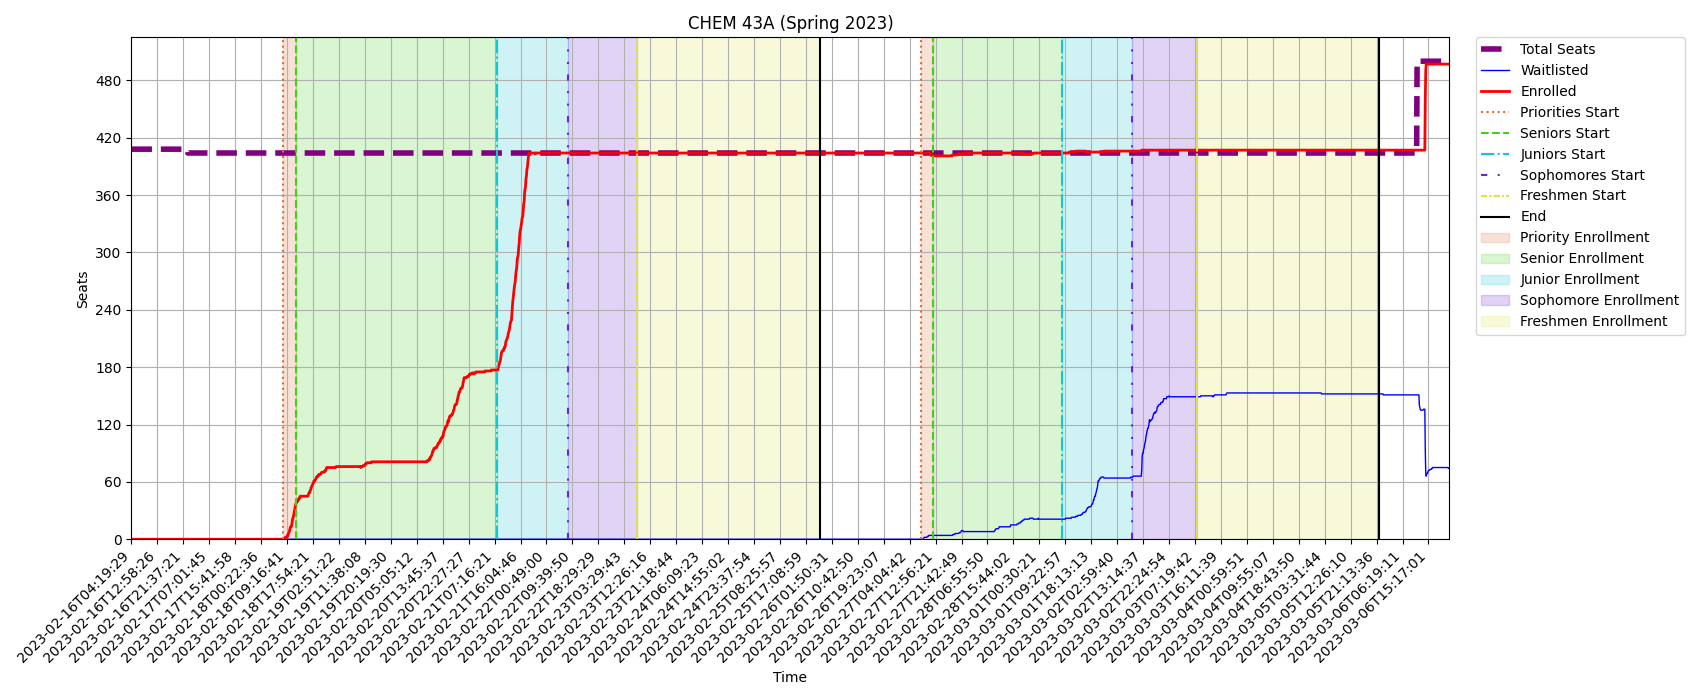 CHEM 43A (Spring 2023)
Seats
480
420
360
300
240
180
120
60
0
2023-02-16T04:19:29
2023-02-16T12:58:26
2023-02-16T21:37:21
2023-02-17T07:01:45
2023-02-17T15:41:58
2023-02-18T00:22:36
2023-02-18T09:16:41
2023-02-18T17:54:21
2023-02-19T02:51:22
2023-02-19T11:38:08
2023-02-19T20:19:30
2023-02-20T05:05:12
2023-02-20T13:45:37
2023-02-20T22:27:27
2023-02-21T07:16:21
2023-02-21T16:04:46
2023-02-22T00:49:00
2023-02-22T09:39:50
2023-02-22T18:29:29
2023-02-23T03:29:43
2023-02-23T12:26:16
2023-02-23T21:18:44
2023-02-24T06:09:23
2023-02-24T14:55:02
2023-02-24T23:37:54
2023-02-25T08:25:57
2023-02-25T17:08:59
2023-02-26T01:50:31
2023-02-26T10:42:50
2023-02-26T19:23:07
2023-02-27T04:04:42
2023-02-27T12:56:21
2023-02-27T21:42:49
2023-02-28T06:55:50
2023-02-28T15:44:02
2023-03-01T00:30:21
2023-03-01T09:22:57
2023-03-01T18:13:13
2023-03-02T02:59:40
2023-03-02T13:14:37
2023-03-02T22:24:54
2023-03-03T07:19:42
2023-03-03T16:11:39
2023-03-04T00:59:51
2023-03-04T09:55:07
2023-03-04T18:43:50
2023-03-05T03:31:44
2023-03-05T12:26:10
2023-03-05T21:13:36
2023-03-06T06:19:11
2023-03-06T15:17:01
Time
Total Seats
Waitlisted
Enrolled
Priorities Start
Seniors Start
Juniors Start
Sophomores Start
Freshmen Start
End
Priority Enrollment
Senior Enrollment
Junior Enrollment
Sophomore Enrollment
Freshmen Enrollment